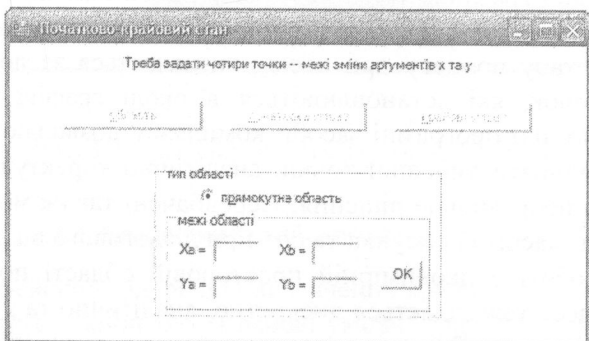 Початково-крайовий стан
Треба задати чотири точки -- межі зміни аргументів x та y
Область
тип області
прямокутна область
межі області
Xa = Xb =
Ya = Yb =
OK